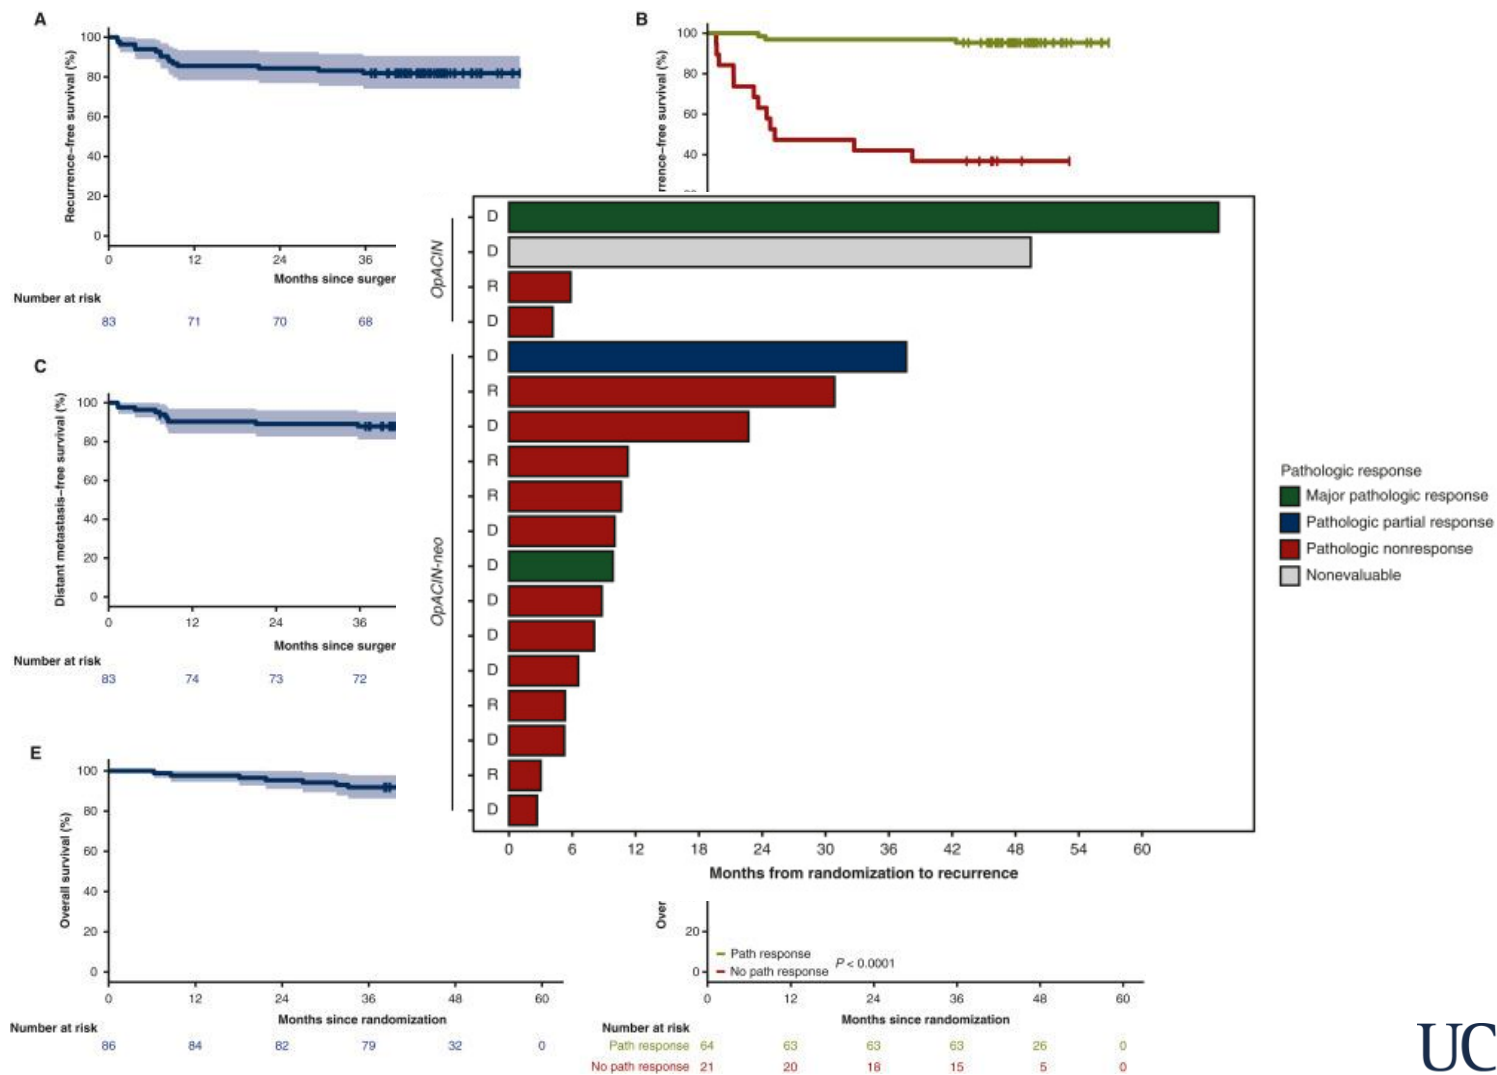 A
Recurrence–free survival (%)
100
80
60
40
20
0
0 12 24 36
Months since surger
Number at risk
83 71 70 68
B
rrence–free survival (%)
100
80
60
40
C
Distant metastasis–free survival (%)
100
80
60
40
20
0
0 12 24 36
Months since surger
Number at risk
83 74 73 72
E
Overall survival (%)
100
80
60
40
20
0
0 12 24 36 48 60
Months since randomization
Number at risk
86 84 82 79 32 0
OpACIN
D
D
R
D
OpACIN-neo
D
R
D
R
R
D
D
D
D
D
R
D
R
D
0 6 12 18 24 30 36 42 48 54 60
Months from randomization to recurrence
Pathologic response
Major pathologic response
Pathologic partial response
Pathologic nonresponse
Nonevaluable
Over
20
0
Path response
No path response
P < 0.0001
0 12 24 36 48 60
Months since randomization
Number at risk
Path response 64 63 63 63 26 0
No path response 21 20 18 15 5 0
UC